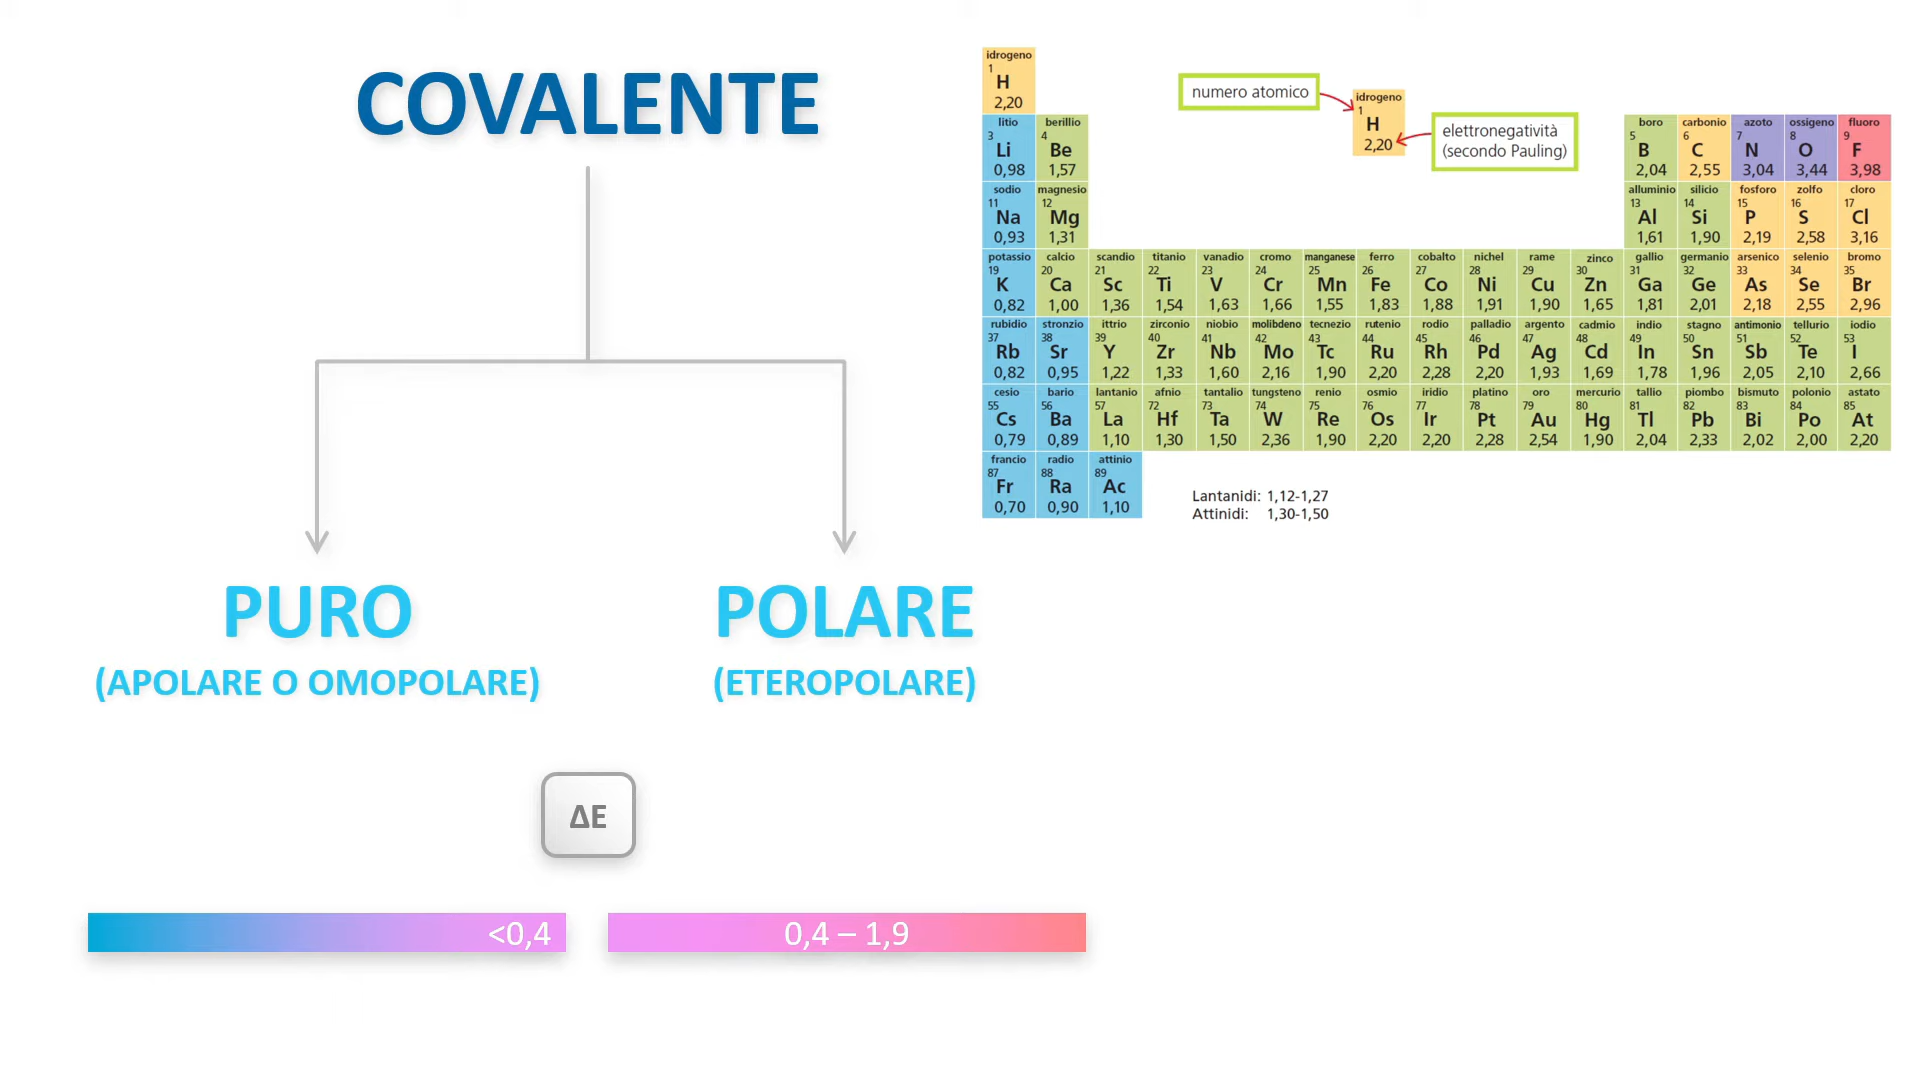 COVALENTE
PURO
(APOLARE O OMOPOLARE)
POLARE
(ETEROPOLARE)
ΔE
<0,4
0,4 – 1,9
numero atomico
idrogeno
1
H
2,20
elettronegatività
(secondo Pauling)
idrogeno
1
H
2,20
litio berillio boro carbonio azoto ossigeno fluoro
3 4 5 6 7 8 9
Li Be B C N O F
0,98 1,57 2,04 2,55 3,04 3,44 3,98
sodio magnesio alluminio silicio fosforo zolfo cloro
11 12 13 14 15 16 17
Na Mg Al Si P S Cl
0,93 1,31 1,61 1,90 2,19 2,58 3,16
potassio calcio scandio titanio vanadio cromo manganese ferro cobalto nichel rame zinco gallio germanio arsenico selenio bromo
19 20 21 22 23 24 25 26 27 28 29 30 31 32 33 34 35
K Ca Sc Ti V Cr Mn Fe Co Ni Cu Zn Ga Ge As Se Br
0,82 1,00 1,36 1,54 1,63 1,66 1,55 1,83 1,88 1,91 1,90 1,65 1,81 2,01 2,18 2,55 2,96
rubidio stronzio ittrio zirconio niobio molibdeno tecnezio rutenio rodio palladio argento cadmio indio stagno antimonio tellurio iodio
37 38 39 40 41 42 43 44 45 46 47 48 49 50 51 52 53
Rb Sr Y Zr Nb Mo Tc Ru Rh Pd Ag Cd In Sn Sb Te I
0,82 0,95 1,22 1,33 1,60 2,16 1,90 2,20 2,28 2,20 1,93 1,69 1,78 1,96 2,05 2,10 2,66
cesio bario lantanio afnio tantalio tungsteno renio osmio iridio platino oro mercurio tallio piombo bismuto polonio astato
55 56 57 72 73 74 75 76 77 78 79 80 81 82 83 84 85
Cs Ba La Hf Ta W Re Os Ir Pt Au Hg Tl Pb Bi Po At
0,79 0,89 1,10 1,30 1,50 2,36 1,90 2,20 2,20 2,28 2,54 1,90 2,04 2,33 2,02 2,00 2,20
francio radio attinio
87 88 89
Fr Ra Ac
0,70 0,90 1,10
Lantanidi: 1,12-1,27
Attinidi: 1,30-1,50